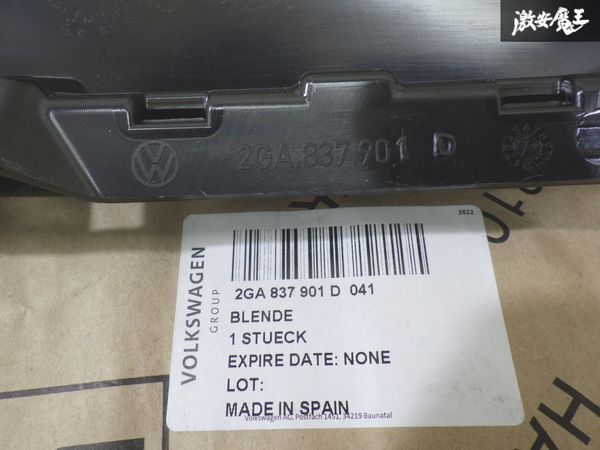 激安魔王
2GA 837 901 D
3822
VOLKSWAGEN
GROUP
2GA 837 901 D 041
BLENDE
1 STUECK
EXPIRE DATE: NONE
LOT:
MADE IN SPAIN
Volkswagen AG, Postfach 1451, 34219 Baunatal